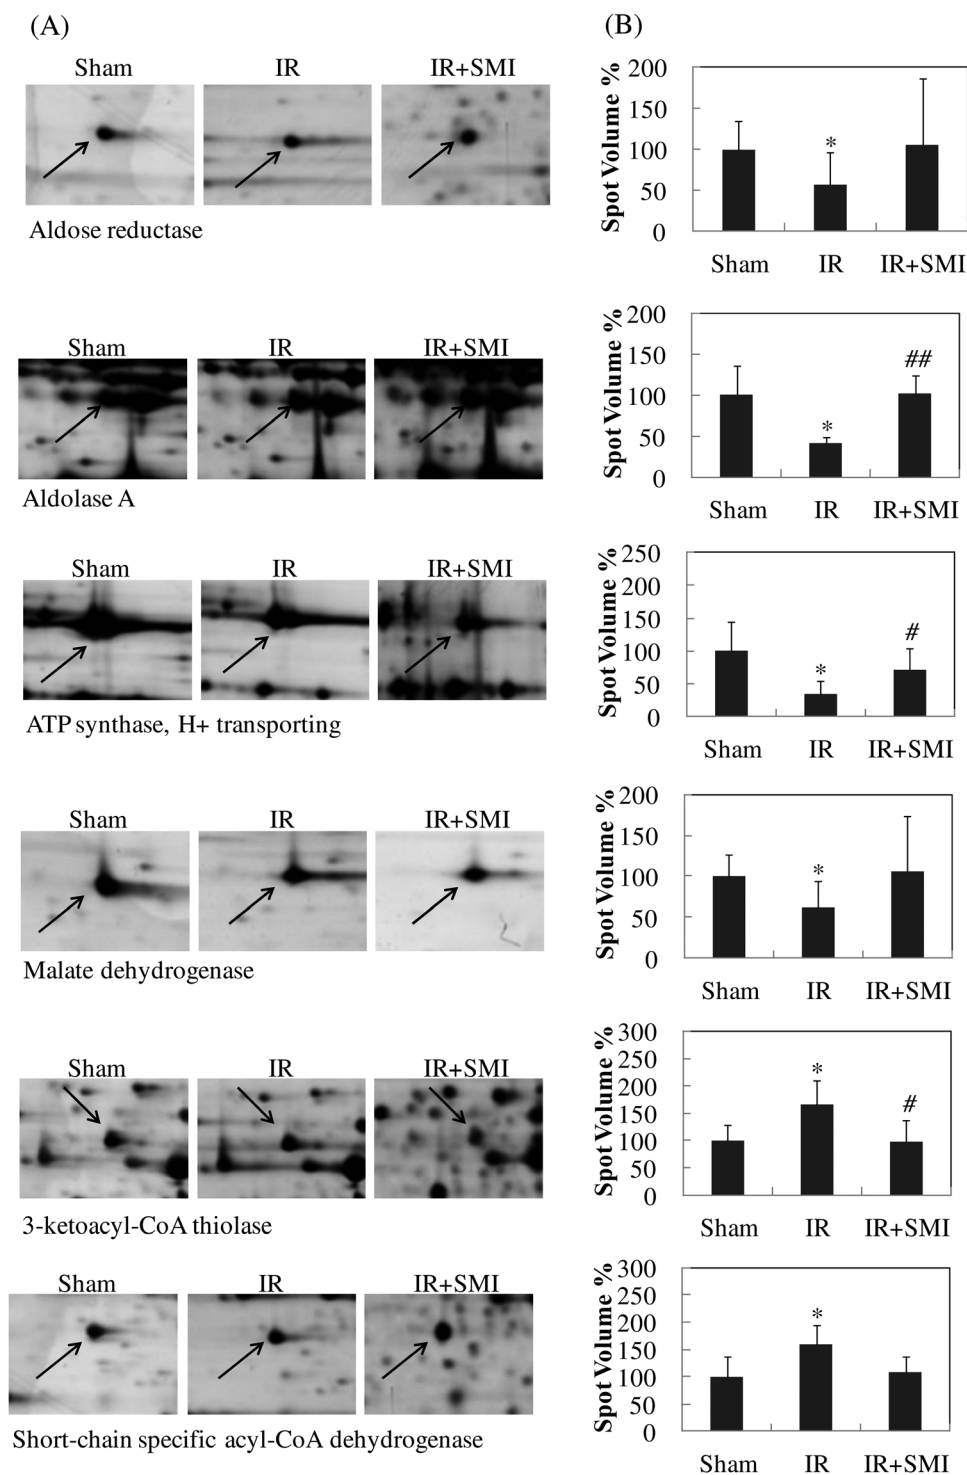 (A)
(B)
Sham IR IR+SMI
Aldose reductase
Spot Volume %
200
150
100
50
0
*
Sham IR IR+SMI
Sham IR IR+SMI
Aldolase A
Spot Volume %
200
150
100
50
0
*
##
Sham IR IR+SMI
Sham IR IR+SMI
ATP synthase, H+ transporting
Spot Volume %
250
200
150
100
50
0
*
#
Sham IR IR+SMI
Sham IR IR+SMI
Malate dehydrogenase
Spot Volume %
200
150
100
50
0
*
Sham IR IR+SMI
Sham IR IR+SMI
3-ketoacyl-CoA thiolase
Spot Volume %
300
250
200
150
100
50
0
*
#
Sham IR IR+SMI
Sham IR IR+SMI
Short-chain specific acyl-CoA dehydrogenase
Spot Volume %
300
250
200
150
100
50
0
*
Sham IR IR+SMI